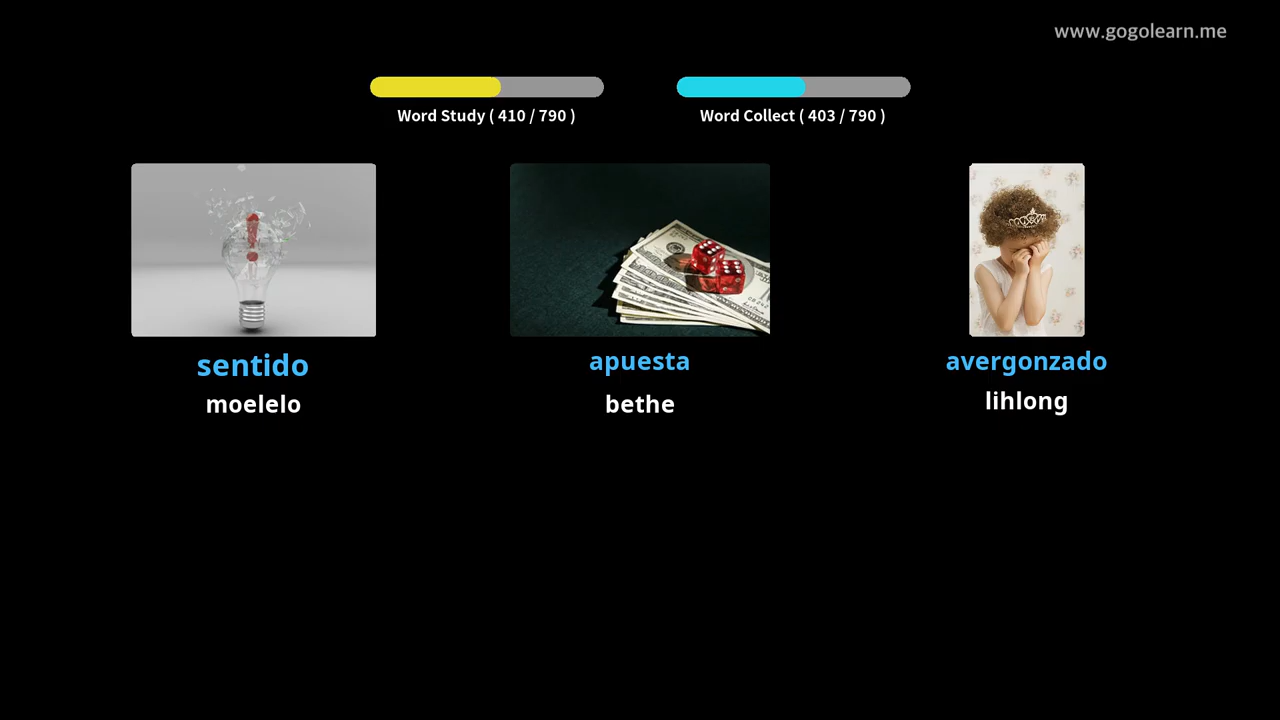 www.gogolearn.me
Word Study ( 410 / 790 )
Word Collect ( 403 / 790 )
sentido
moelelo
apuesta
bethe
avergonzado
lihlong